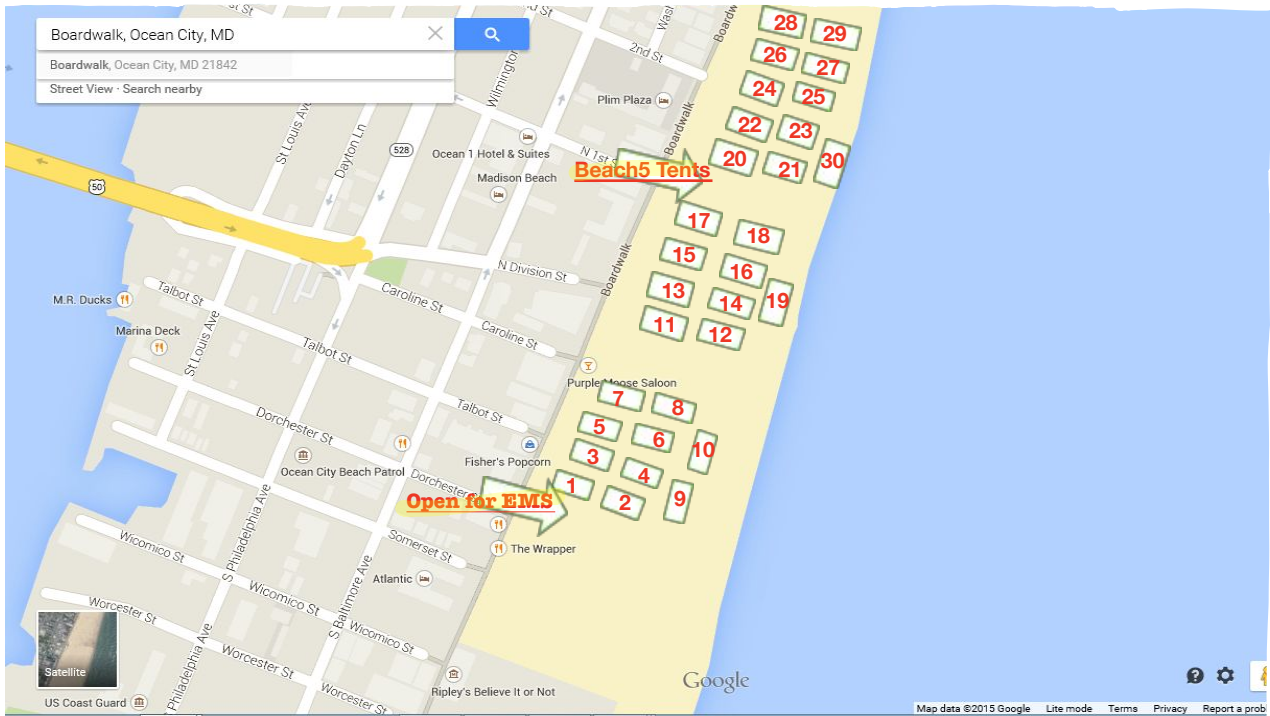 Boardwalk, Ocean City, MD
Boardwalk, Ocean City, MD 21842
Street View · Search nearby
2nd St
Wilmington
Boardwalk
Plim Plaza
St Louis Ave
Dayton Ln
528
Ocean 1 Hotel & Suites
N 1st
Madison Beach
Beach5 Tents
50
28
29
26
27
24
25
22
23
20
21
30
17
18
15
16
13
14
19
11
12
Boardwalk
N Division St
Talbot St
Caroline St
M.R. Ducks
Marina Deck
St Louis Ave
Talbot St
Caroline St
Purple Moose Saloon
7
8
5
6
10
3
4
1
2
9
Talbot St
Dorchester St
Fisher's Popcorn
Ocean City Beach Patrol
Dorchester
Open for EMS
S Philadelphia Ave
Somerset St
The Wrapper
Wicomico St
Atlantic
S Baltimore Ave
Wicomico St
Worcester St
Wicomico St
Philadelphia Ave
Worcester St
Satellite
Worcester St
Ripley's Believe It or Not
US Coast Guard
Google
Map data ©2015 Google Lite mode Terms Privacy Report a prob